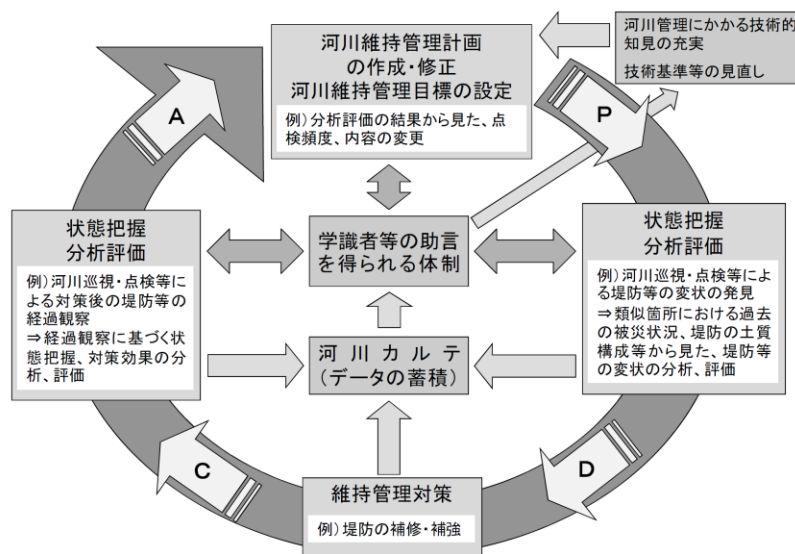 河川維持管理計画
の作成・修正
河川維持管理目標の設定
例）分析評価の結果から見た、点
検頻度、内容の変更
河川管理にかかる技術的
知見の充実
技術基準等の見直し
A
P
状態把握
分析評価
例）河川巡視・点検等
による対策後の堤防等の
経過観察
⇒経過観察に基づく状
態把握、対策効果の分
析、評価
学識者等の助言
を得られる体制
状態把握
分析評価
例）河川巡視・点検等によ
る堤防等の変状の発見
⇒類似箇所における過去
の被災状況、堤防の土質
構成等から見た、堤防等
の変状の分析、評価
河川カルテ
（データの蓄積）
C
D
維持管理対策
例）堤防の補修・補強